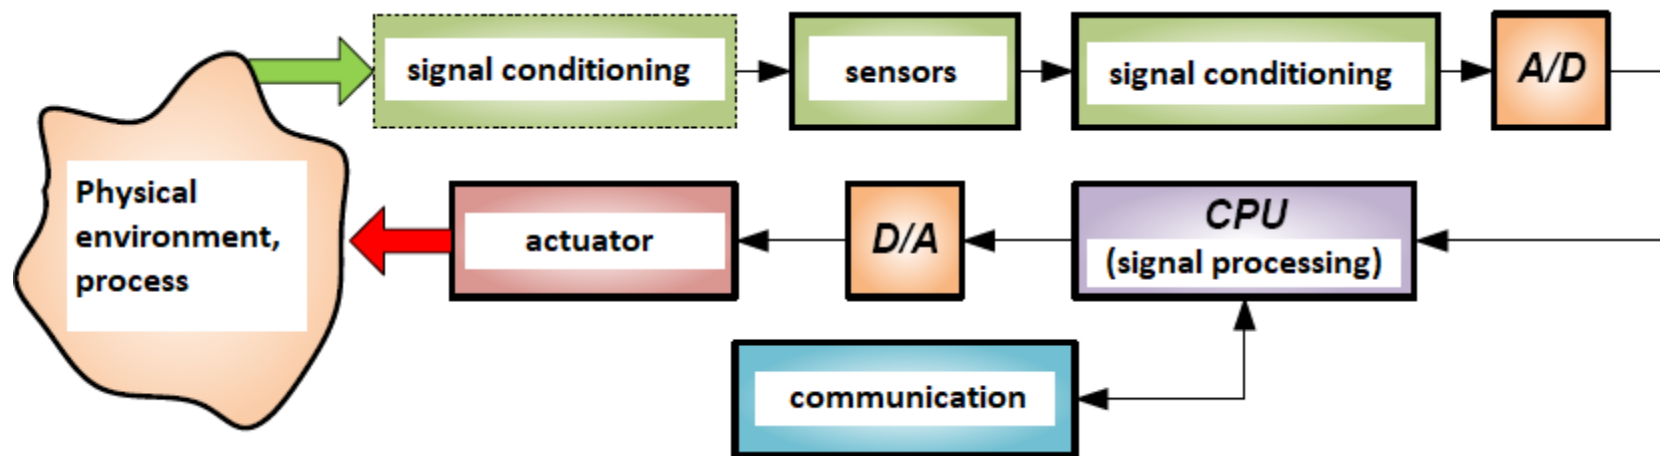 signal conditioning
sensors
signal conditioning
A/D
Physical
environment,
process
actuator
D/A
CPU
(signal processing)
communication